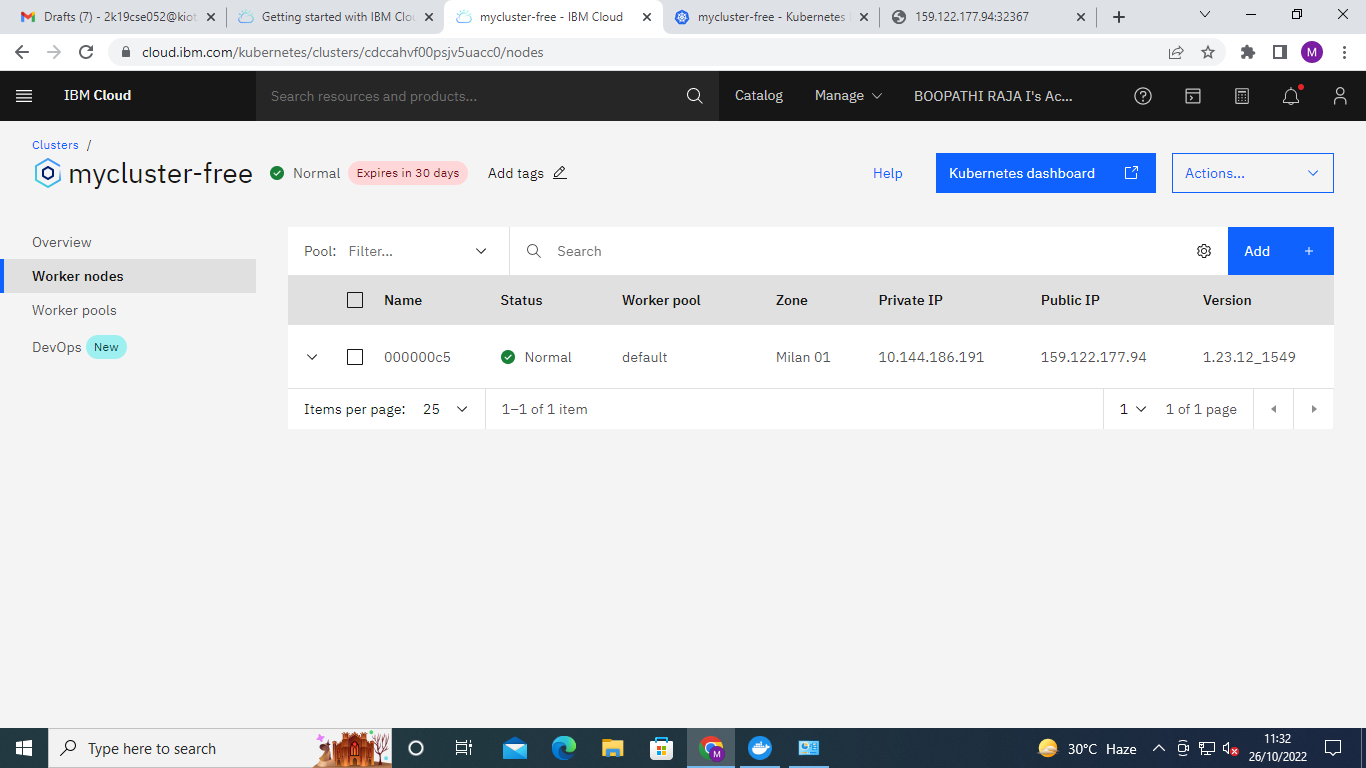 Drafts (7) - 2k19cse052@kiot
Getting started with IBM Clou
mycluster-free - IBM Cloud
mycluster-free - Kubernetes
159.122.177.94:32367
cloud.ibm.com/kubernetes/clusters/cdccahvf00psjv5uacc0/nodes
M
IBM Cloud
Search resources and products...
Catalog
Manage
BOOPATHI RAJA I's Ac...
Clusters /
mycluster-free
Normal
Expires in 30 days
Add tags
Help
Kubernetes dashboard
Actions...
Overview
Worker nodes
Worker pools
DevOps New
Pool: Filter...
Search
Add +
Name Status Worker pool Zone Private IP Public IP Version
000000c5 Normal default Milan 01 10.144.186.191 159.122.177.94 1.23.12_1549
Items per page: 25 1–1 of 1 item 1 1 of 1 page
Type here to search
M
30°C Haze
11:32
26/10/2022